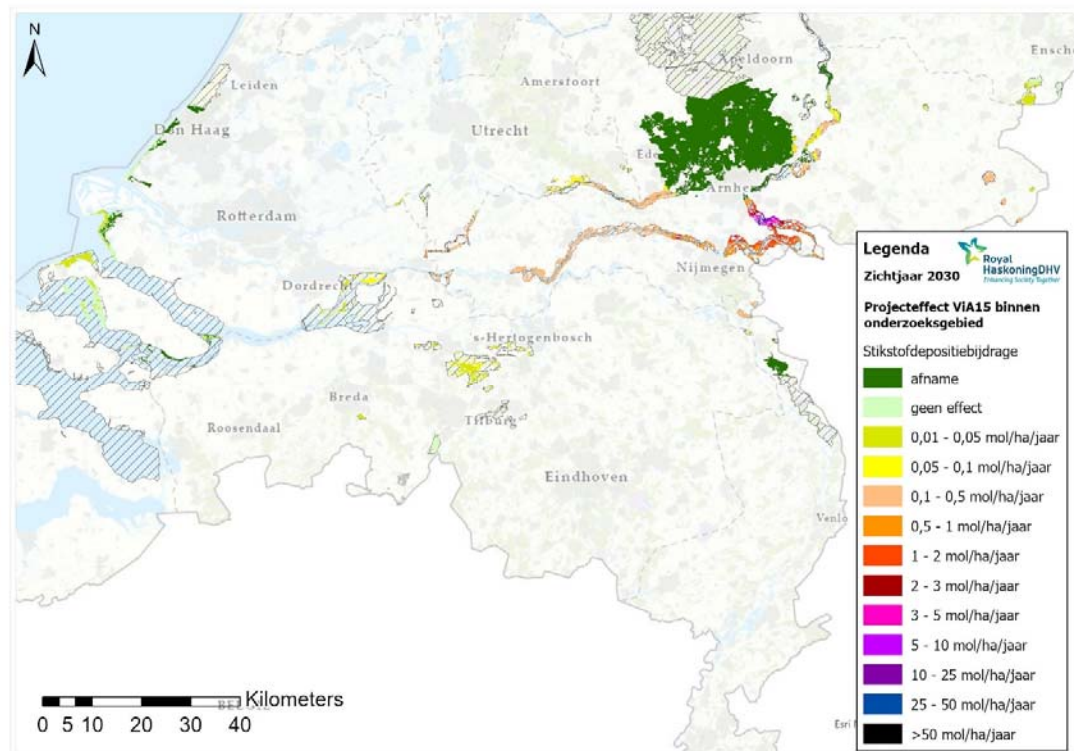 N
Leiden
Den Haag
Amersfoort
Apeldoorn
Utrecht
Ede
Arnhem
Rotterdam
Nijmegen
Dordrecht
s-Hertogenbosch
Breda
Tilburg
Roosendaal
Eindhoven
Venlo
Kilometers
0 5 10 20 30 40
Legenda
Royal
HaskoningDHV
Enhancing Society Together
Zichtjaar 2030
Projecteffect ViA15 binnen
onderzoeksgebied
Stikstofdepositiebijdrage
afname
geen effect
0,01 - 0,05 mol/ha/jaar
0,05 - 0,1 mol/ha/jaar
0,1 - 0,5 mol/ha/jaar
0,5 - 1 mol/ha/jaar
1 - 2 mol/ha/jaar
2 - 3 mol/ha/jaar
3 - 5 mol/ha/jaar
5 - 10 mol/ha/jaar
10 - 25 mol/ha/jaar
25 - 50 mol/ha/jaar
>50 mol/ha/jaar